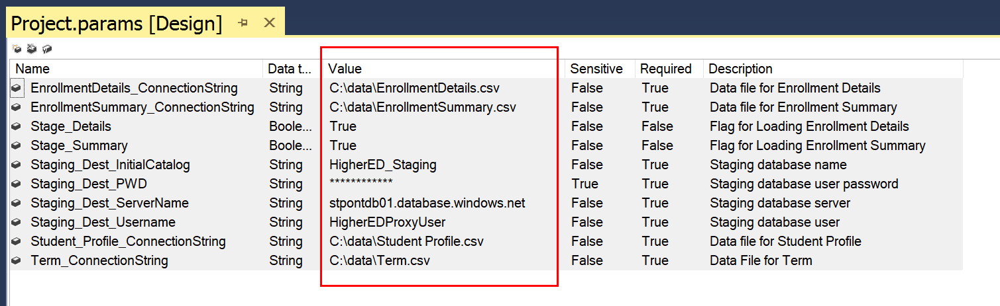 Project.params [Design]
Name Data t... Value Sensitive Required Description
EnrollmentDetails_ConnectionString String C:\data\EnrollmentDetails.csv False True Data file for Enrollment Details
EnrollmentSummary_ConnectionString String C:\data\EnrollmentSummary.csv False True Data file for Enrollment Summary
Stage_Details Boole... True False False Flag for Loading Enrollment Details
Stage_Summary Boole... True False False Flag for Loading Enrollment Summary
Staging_Dest_InitialCatalog String HigherED_Staging False True Staging database name
Staging_Dest_PWD String ************ True True Staging database user password
Staging_Dest_ServerName String stpontdb01.database.windows.net False True Staging database server
Staging_Dest_Username String HigherEDProxyUser False True Staging database user
Student_Profile_ConnectionString String C:\data\Student Profile.csv False True Data file for Student Profile
Term_ConnectionString String C:\data\Term.csv False True Data File for Term